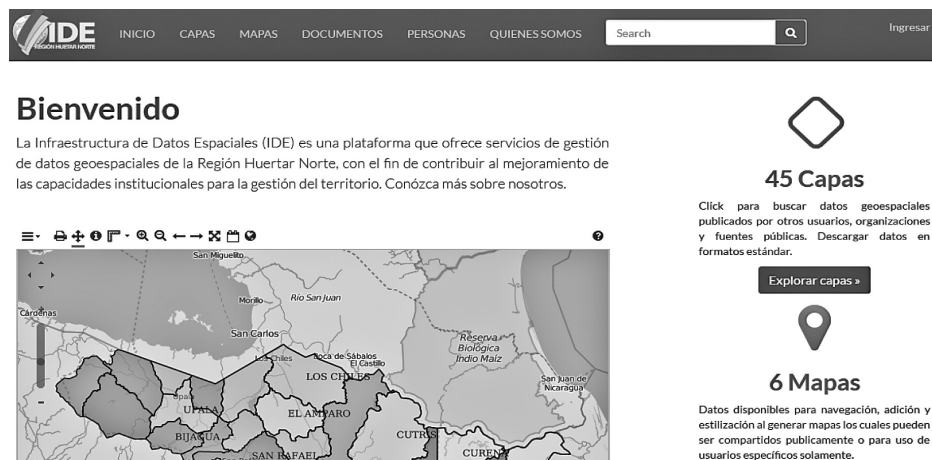 IDE
REGIÓN HUETAR NORTE
INICIO CAPAS MAPAS DOCUMENTOS PERSONAS QUIENES SOMOS Search Ingresar
Bienvenido
La Infraestructura de Datos Espaciales (IDE) es una plataforma que ofrece servicios de gestión
de datos geoespaciales de la Región Huertar Norte, con el fin de contribuir al mejoramiento de
las capacidades institucionales para la gestión del territorio. Conózca más sobre nosotros.
San Miguelito
Morillo
Río San Juan
Cárdenas
San Carlos
Los Chiles
Boca de Sábalos
El Castillo
LOS CHILES
Reserva
Biológica
Indio Maíz
San Juan de
Nicaragua
Upala
UPALA
EL AMPARO
BIJAGUA
CUTRIS
SAN RAFAEL
CUREÑ
45 Capas
Click para buscar datos geoespaciales
publicados por otros usuarios, organizaciones
y fuentes públicas. Descargar datos en
formatos estándar.
Explorar capas »
6 Mapas
Datos disponibles para navegación, adición y
estilización al generar mapas los cuales pueden
ser compartidos publicamente o para uso de
usuarios específicos solamente.